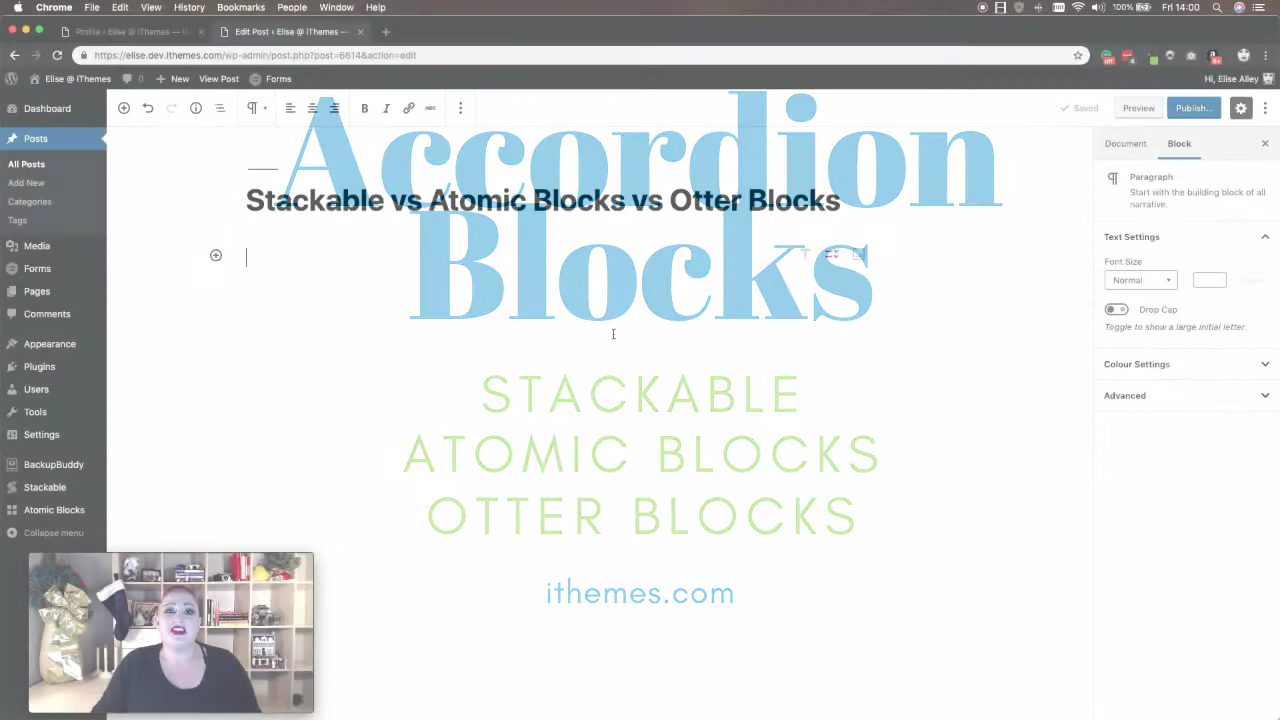 Chrome File Edit View History Bookmarks People Window Help
100% Fri 14:00
Profile ‹ Elise @ iThemes — W
Edit Post ‹ Elise @ iThemes —
https://elise.dev.ithemes.com/wp-admin/post.php?post=6614&action=edit
Elise @ iThemes 0 New View Post Forms
Hi, Elise Alley
Dashboard
Posts
All Posts
Add New
Categories
Tags
Media
Forms
Pages
Comments
Appearance
Plugins
Users
Tools
Settings
BackupBuddy
Stackable
Atomic Blocks
Collapse menu
B I ABC
Saved Preview Publish...
Accordion
Blocks
Stackable vs Atomic Blocks vs Otter Blocks
STACKABLE
ATOMIC BLOCKS
OTTER BLOCKS
ithemes.com
Document Block
Paragraph
Start with the building block of all
narrative.
Text Settings
Font Size
Normal
Drop Cap
Toggle to show a large initial letter.
Colour Settings
Advanced